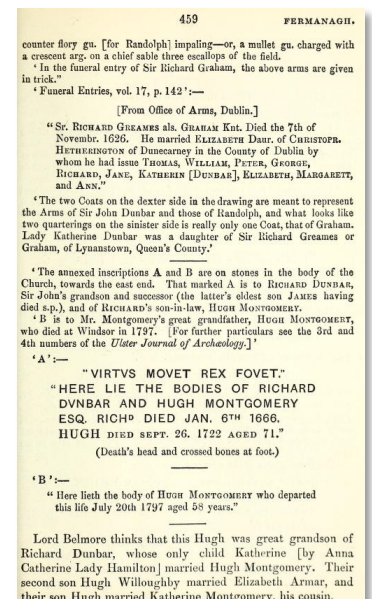 459
FERMANAGH.
counter flory gu. [for Randolph] impaling—or, a mullet gu. charged with
a crescent arg. on a chief sable three escallops of the field.
‘ In the funeral entry of Sir Richard Graham, the above arms are given
in trick.”
‘ Funeral Entries, vol. 17, p. 142’:—
[From Office of Arms, Dublin.]
“ Sr. RICHARD GREAMES als. GRAHAM Knt. Died the 7th of
Novembr. 1626. He married ELIZABETH Daur. of CHRISTOPR.
HETHERINGTON of Dunecarny in the County of Dublin by
whom he had issue THOMAS, WILLIAM, PETER, GEORGE,
RICHARD, JANE, KATHERIN [DUNBAR], ELIZABETH, MARGARETT,
and ANN.”
‘ The two Coats on the dexter side in the drawing are meant to represent
the Arms of Sir John Dunbar and those of Randolph, and what looks like
two quarterings on the sinister side is really only one Coat, that of Graham.
Lady Katherine Dunbar was a daughter of Sir Richard Greames or
Graham, of Lynanstown, Queen's County.’
‘ The annexed inscriptions A and B are on stones in the body of the
Church, towards the east end. That marked A is to RICHARD DUNBAR,
Sir John's grandson and successor (the latter's eldest son JAMES having
died s.p.), and of RICHARD's son-in-law, HUGH MONTGOMERY.
‘ B is to Mr. Montgomery's great grandfather, HUGH MONTGOMERY,
who died at Windsor in 1797. [For further particulars see the 3rd and
4th numbers of the Ulster Journal of Archæology.]’
‘ A’:—
“ VIRTVS MOVET REX FOVET.”
“ HERE LIE THE BODIES OF RICHARD
DVNBAR AND HUGH MONTGOMERY
ESQ. RICHD DIED JAN. 6TH 1666.
HUGH DIED SEPT. 26. 1722 AGED 71.”
(Death's head and crossed bones at foot.)
‘ B’:—
“ Here lieth the body of HUGH MONTGOMERY who departed
this life July 20th 1797 aged 58 years.”
Lord Belmore thinks that this Hugh was great grandson of
Richard Dunbar, whose only child Katherine [by Anna
Catherine Lady Hamilton] married Hugh Montgomery. Their
second son Hugh Willoughby married Elizabeth Armar, and
their son Hugh married Katherine Montgomery, his cousin.